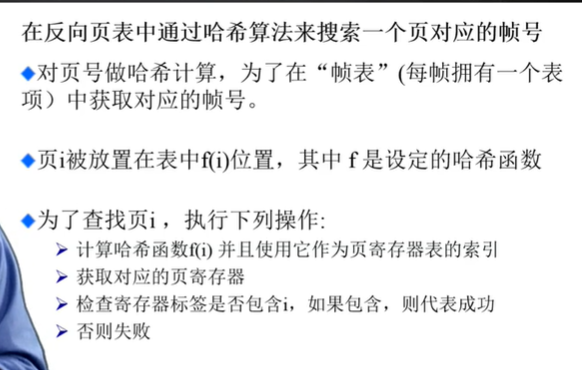 在反向页表中通过哈希算法来搜索一个页对应的帧号
◆对页号做哈希计算，为了在“帧表”(每帧拥有一个表
项）中获取对应的帧号。
◆页i被放置在表中f(i)位置，其中 f 是设定的哈希函数
◆为了查找页i ，执行下列操作:
➢ 计算哈希函数f(i) 并且使用它作为页寄存器表的索引
➢ 获取对应的页寄存器
➢ 检查寄存器标签是否包含i，如果包含，则代表成功
➢ 否则失败